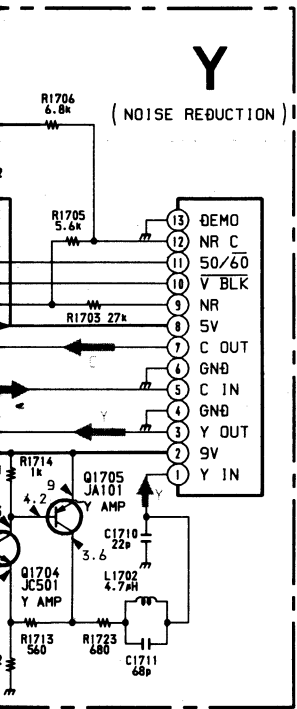 Y
( NOISE REDUCTION )
R1706
6.8k
R1705
5.6k
13 DEMO
12 NR C
11 50/60
10 V BLK
9 NR
R1703 27k
8 5V
7 C OUT
C
6 GND
5 C IN
4 GND
Y
3 Y OUT
2 9V
1 Y IN
R1714
1k
9
Q1705
JA101
Y AMP
4.2
Y
C1710
22p
3.6
Q1704
JC501
Y AMP
L1702
4.7µH
R1713
560
R1723
680
C1711
68p